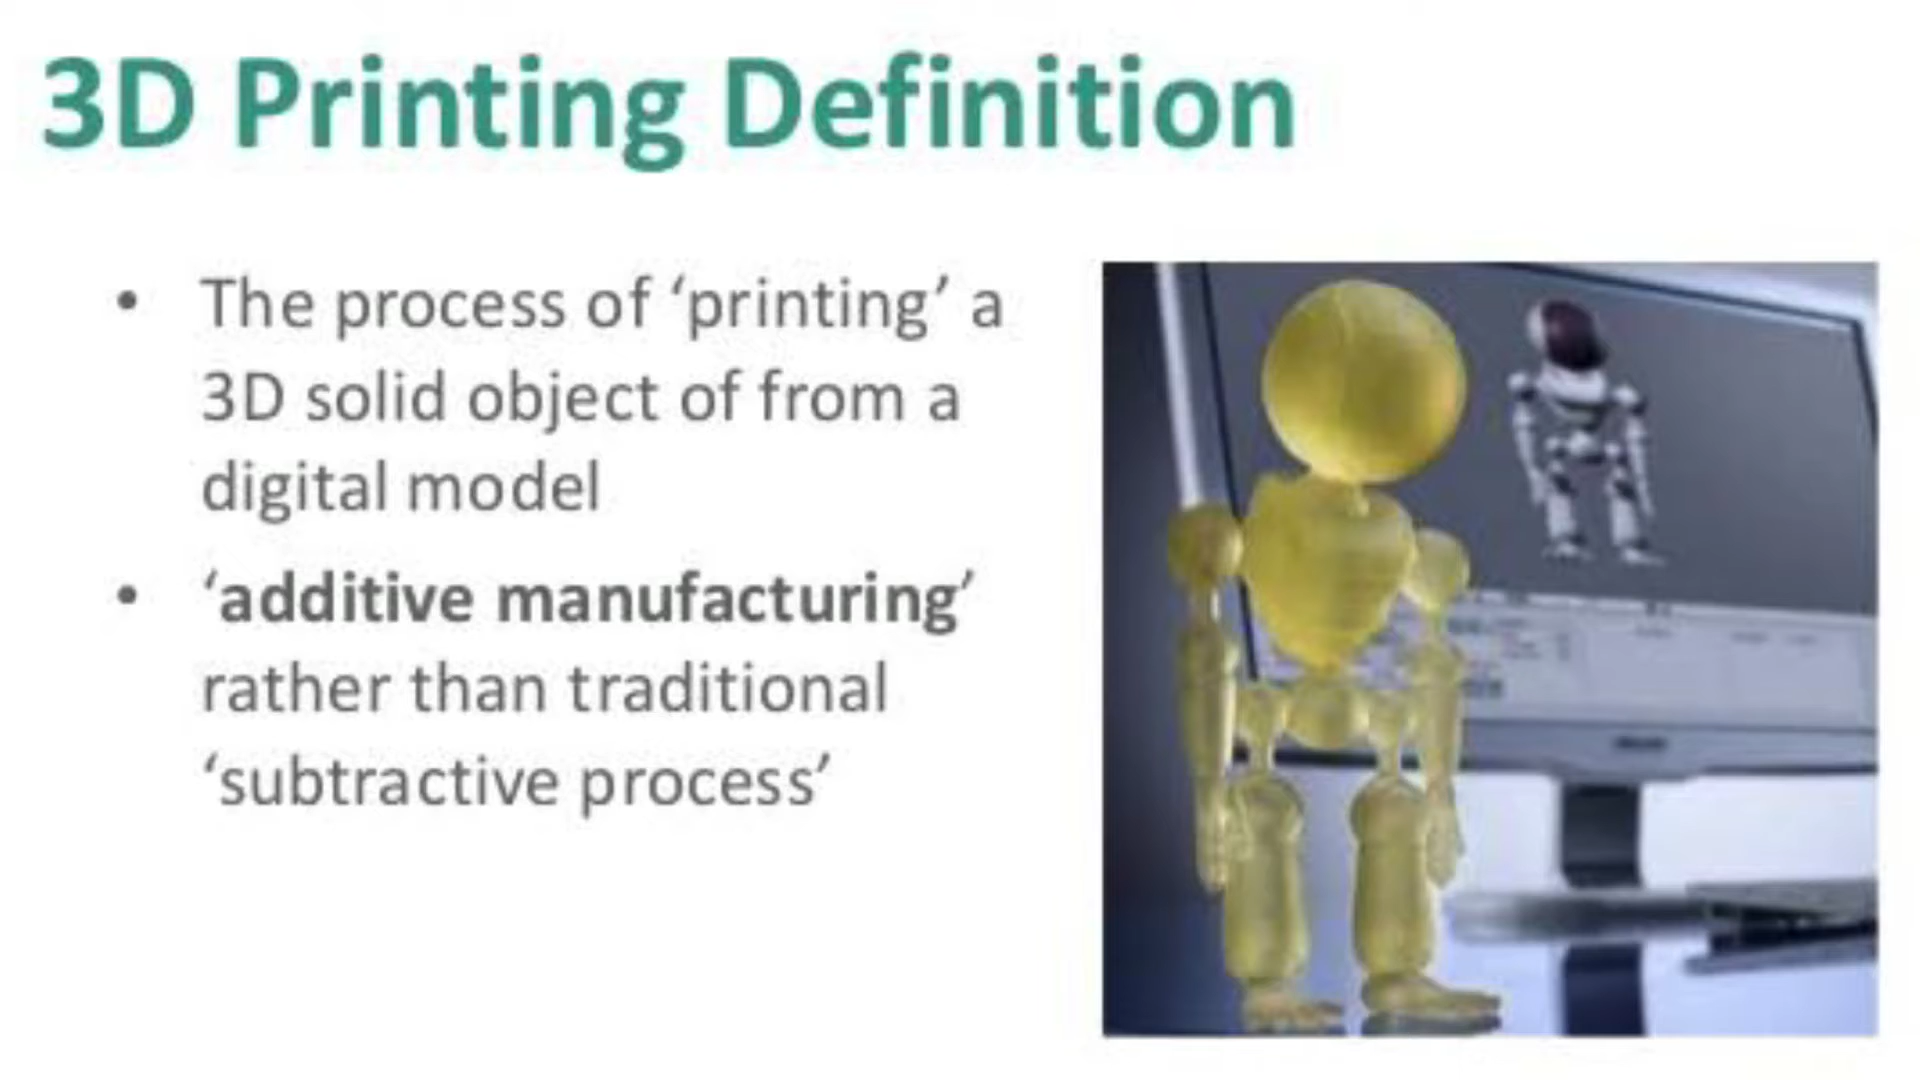 3D Printing Definition
• The process of ‘printing’ a
3D solid object of from a
digital model
• ‘additive manufacturing’
rather than traditional
‘subtractive process’